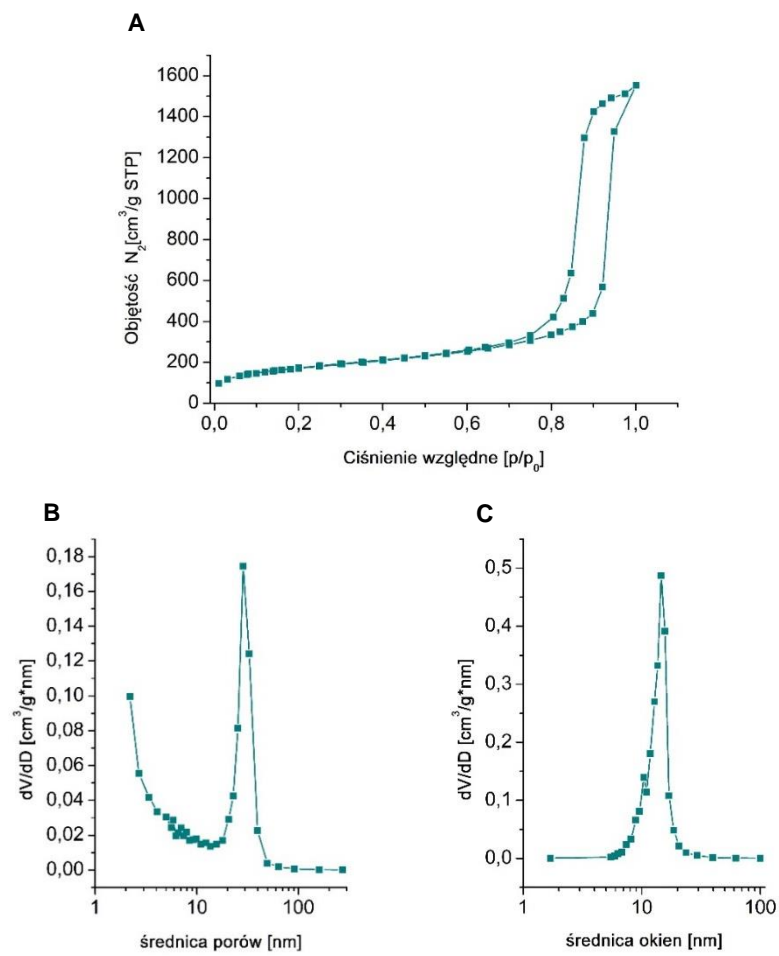 A
Objętość N2[cm3/g STP]
1600
1400
1200
1000
800
600
400
200
0
0,0 0,2 0,4 0,6 0,8 1,0
Ciśnienie względne [p/p0]
B
dV/dD [cm3/g*nm]
0,18
0,16
0,14
0,12
0,10
0,08
0,06
0,04
0,02
0,00
1 10 100
średnica porów [nm]
C
dV/dD [cm3/g*nm]
0,5
0,4
0,3
0,2
0,1
0,0
1 10 100
średnica okien [nm]